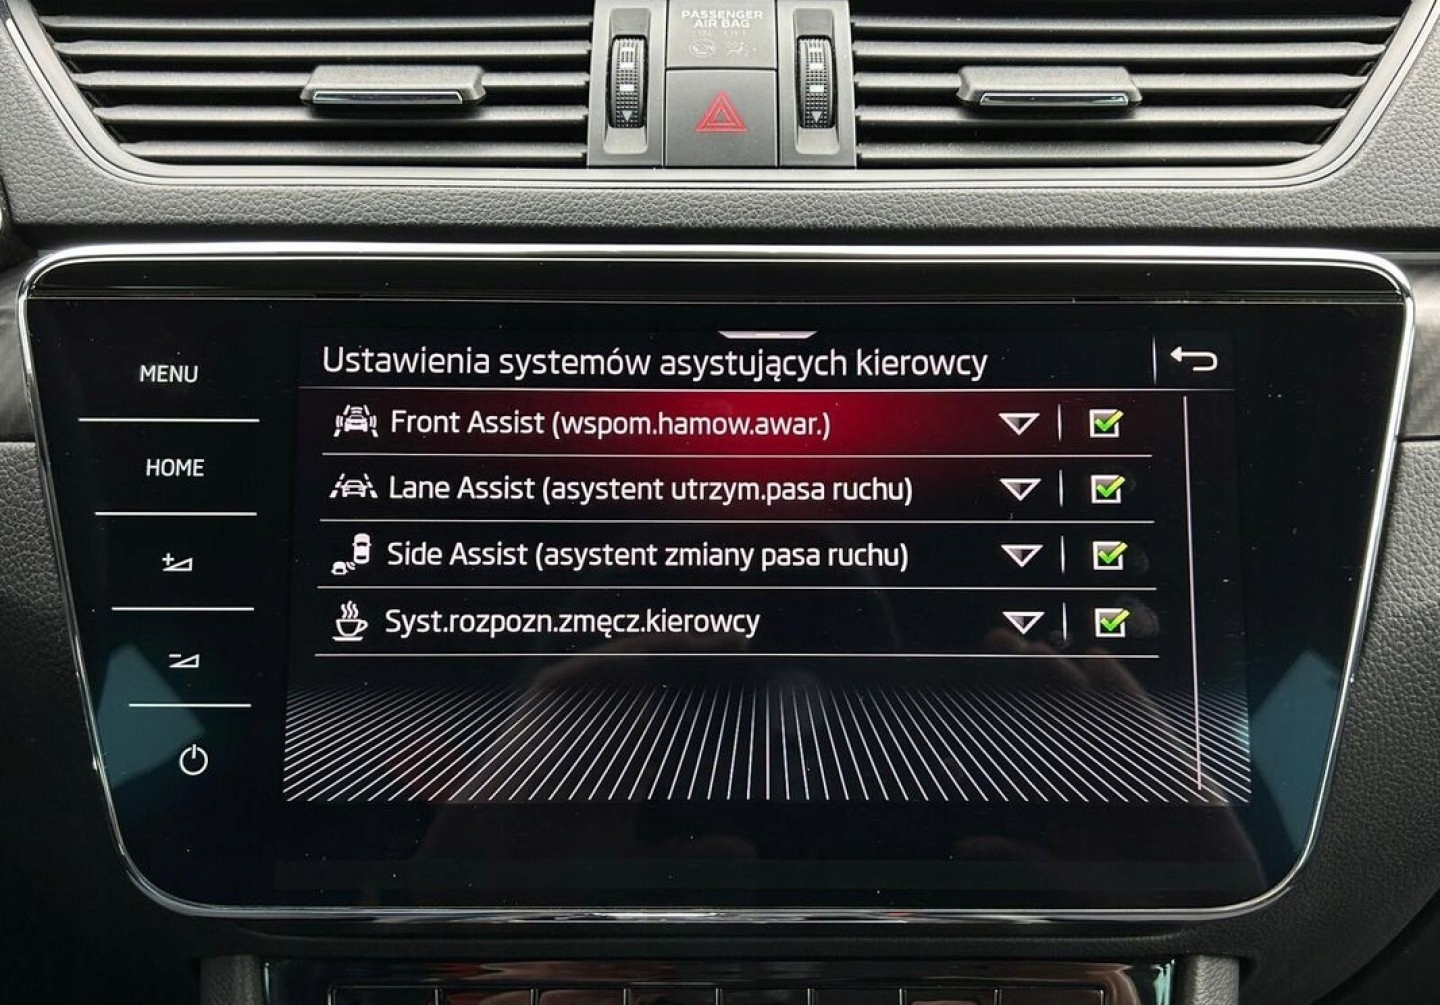 PASSENGER
AIR BAG
Ustawienia systemów asystujących kierowcy
MENU
Front Assist (wspom.hamow.awar.)
HOME
Lane Assist (asystent utrzym.pasa ruchu)
Side Assist (asystent zmiany pasa ruchu)
Syst.rozpozn.zmęcz.kierowcy